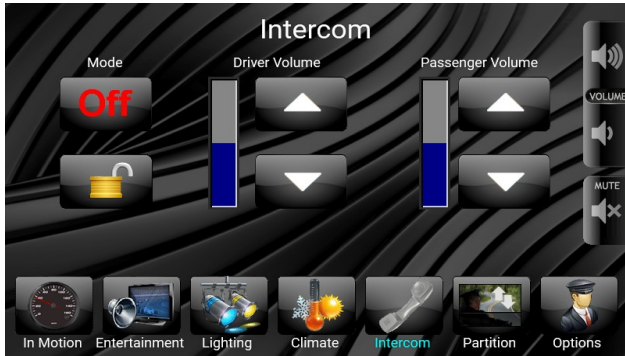 Intercom
Mode
Driver Volume
Passenger Volume
Off
VOLUME
MUTE
In Motion
Entertainment
Lighting
Climate
Intercom
Partition
Options